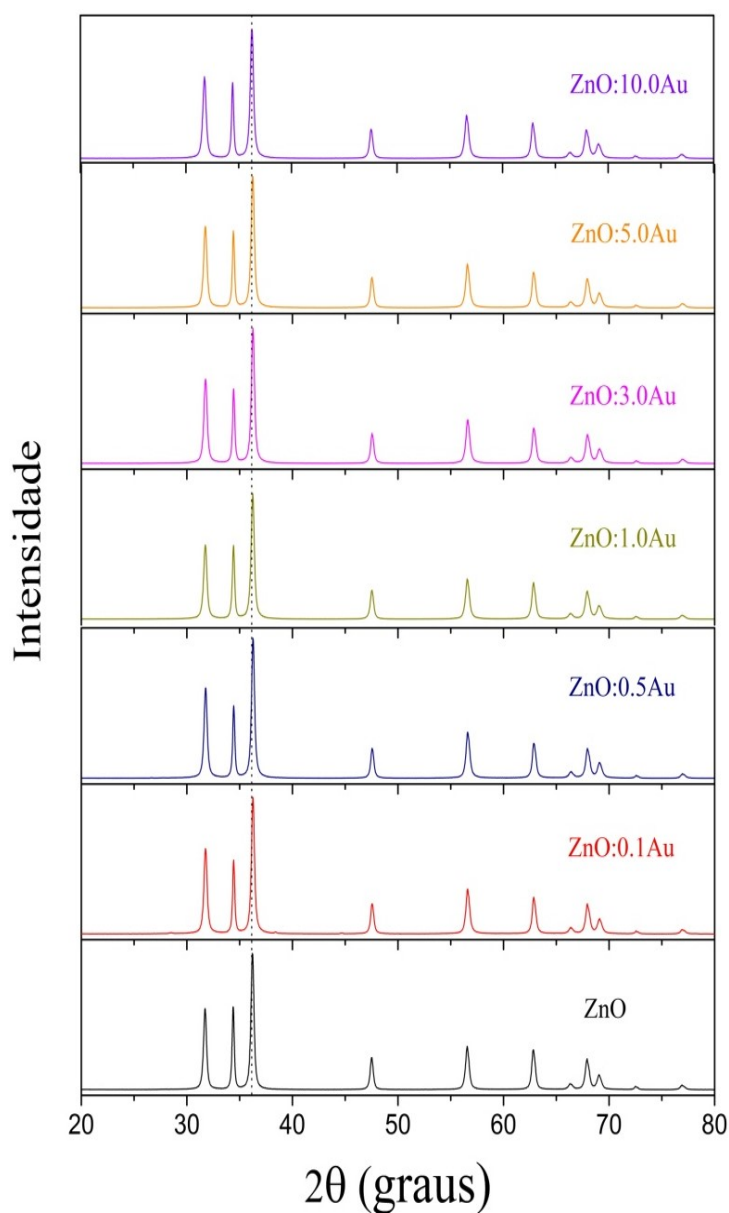 ZnO:10.0Au
ZnO:5.0Au
ZnO:3.0Au
ZnO:1.0Au
ZnO:0.5Au
ZnO:0.1Au
ZnO
Intensidade
20 30 40 50 60 70 80
2θ (graus)